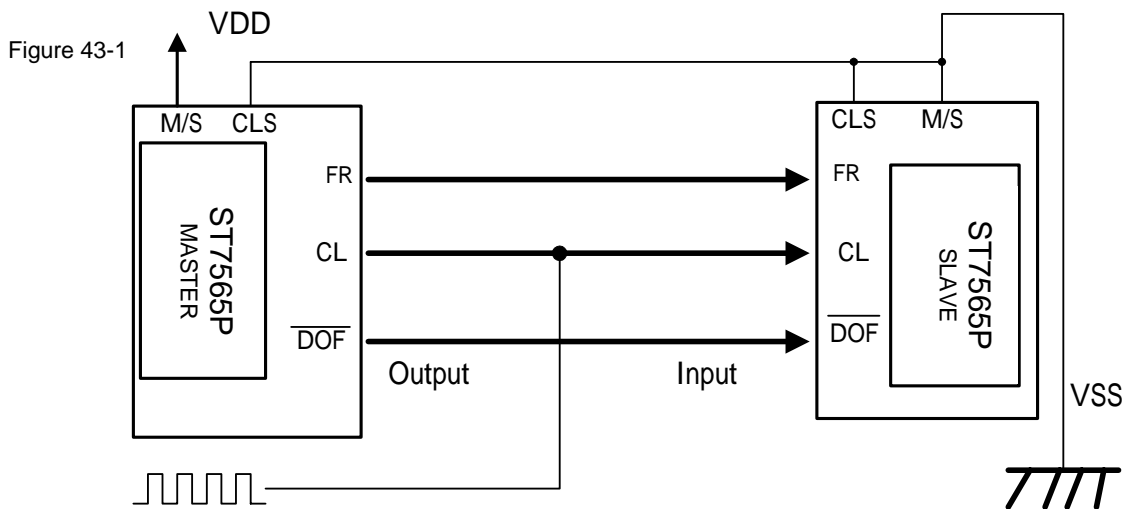 Figure 43-1
VDD
M/S CLS
FR
CL
DOF
ST7565P
MASTER
Output
Input
CLS M/S
FR
CL
DOF
ST7565P
SLAVE
VSS